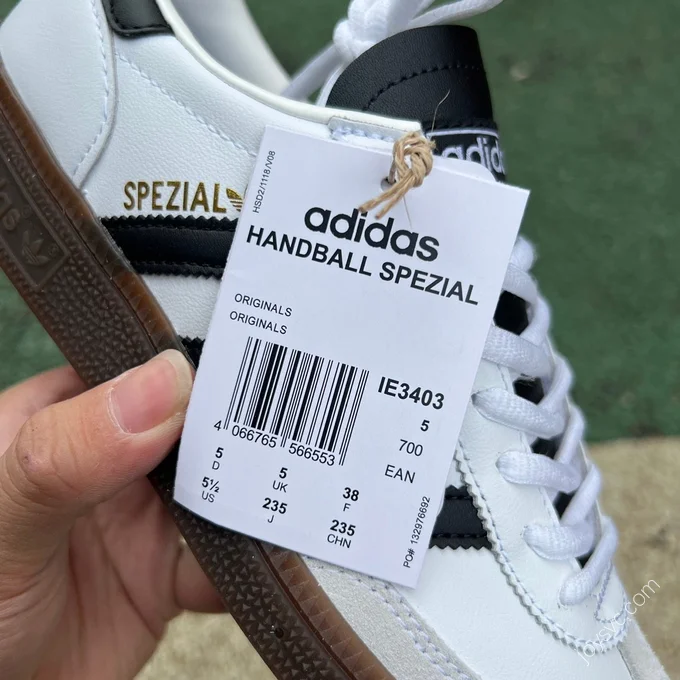 SPEZIAL
adidas
HSD2/1118/V08
adidas
HANDBALL SPEZIAL
ORIGINALS
ORIGINALS
IE3403
5
700
EAN
4 066765 566553
5 5 38
D UK F
5½ 235 235
US J CHN
PO# 132976692